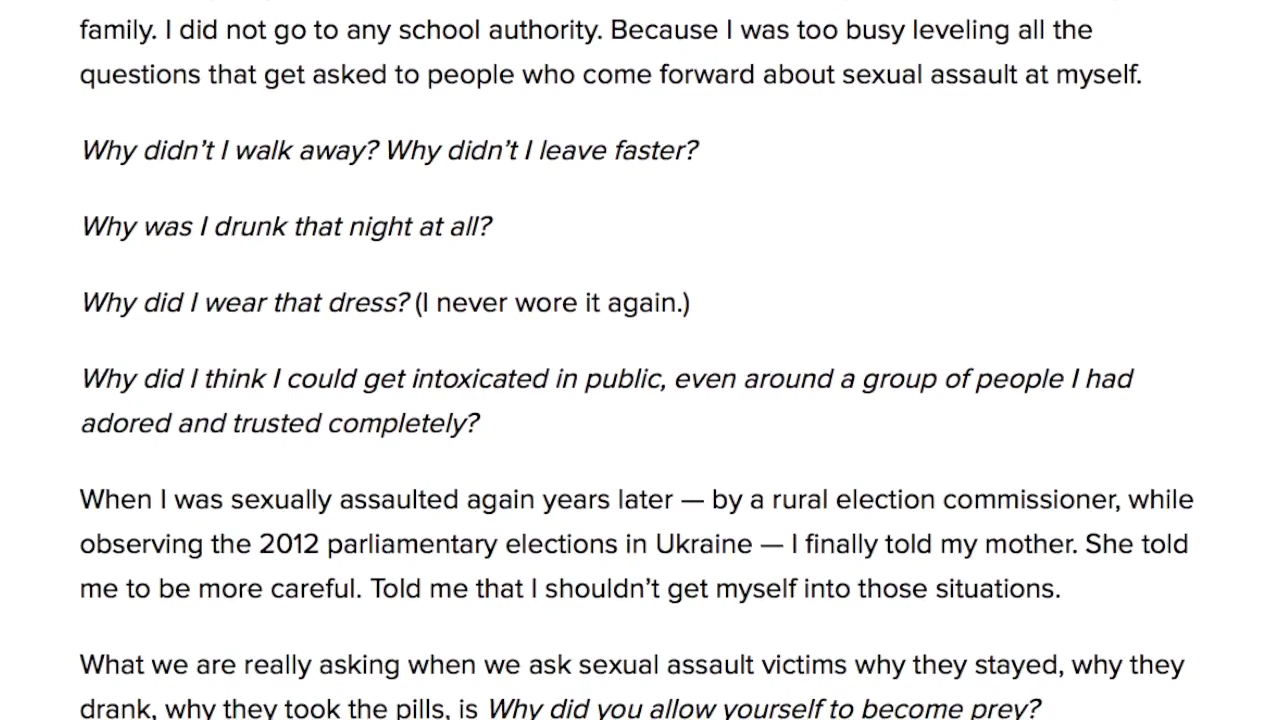 family. I did not go to any school authority. Because I was too busy leveling all the
questions that get asked to people who come forward about sexual assault at myself.
Why didn’t I walk away? Why didn’t I leave faster?
Why was I drunk that night at all?
Why did I wear that dress? (I never wore it again.)
Why did I think I could get intoxicated in public, even around a group of people I had
adored and trusted completely?
When I was sexually assaulted again years later — by a rural election commissioner, while
observing the 2012 parliamentary elections in Ukraine — I finally told my mother. She told
me to be more careful. Told me that I shouldn’t get myself into those situations.
What we are really asking when we ask sexual assault victims why they stayed, why they
drank, why they took the pills, is Why did you allow yourself to become prey?